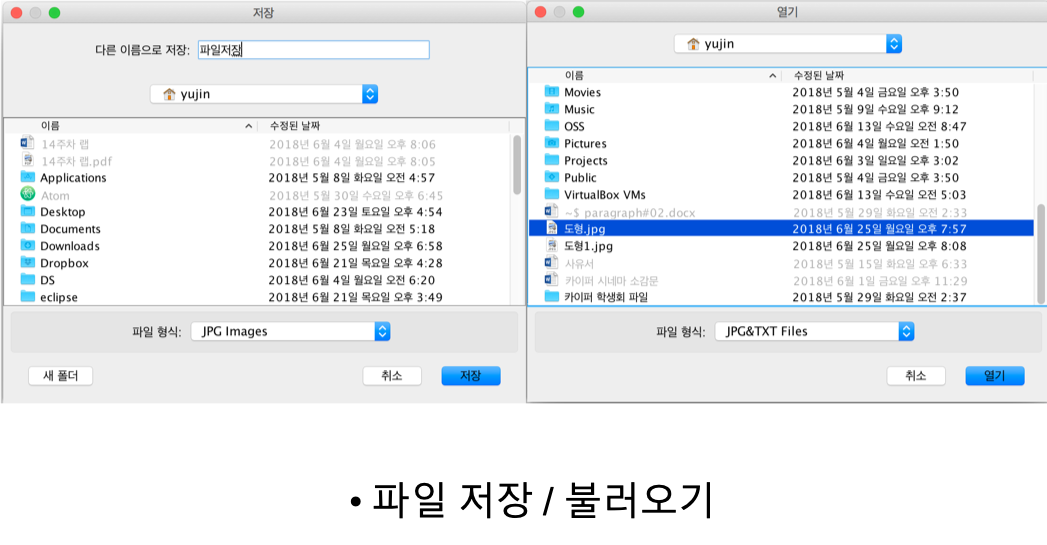 저장
다른 이름으로 저장: 파일저장
yujin
이름 수정된 날짜
14주차 랩 2018년 6월 4일 월요일 오후 8:06
14주차 랩.pdf 2018년 6월 4일 월요일 오후 8:05
Applications 2018년 5월 8일 화요일 오전 4:57
Atom 2018년 5월 30일 수요일 오후 6:45
Desktop 2018년 6월 23일 토요일 오후 4:54
Documents 2018년 5월 8일 화요일 오전 5:18
Downloads 2018년 6월 25일 월요일 오후 6:58
Dropbox 2018년 6월 21일 목요일 오후 4:28
DS 2018년 6월 4일 월요일 오전 6:20
eclipse 2018년 6월 21일 목요일 오후 3:49
파일 형식: JPG Images
새 폴더 취소 저장
열기
yujin
이름 수정된 날짜
Movies 2018년 5월 4일 금요일 오후 3:50
Music 2018년 5월 9일 수요일 오후 9:12
OSS 2018년 6월 13일 수요일 오전 8:47
Pictures 2018년 6월 4일 월요일 오전 1:50
Projects 2018년 6월 3일 일요일 오후 3:02
Public 2018년 5월 4일 금요일 오후 3:50
VirtualBox VMs 2018년 6월 13일 수요일 오전 5:03
~$ paragraph#02.docx 2018년 5월 29일 화요일 오전 2:33
도형.jpg 2018년 6월 25일 월요일 오후 7:57
도형1.jpg 2018년 6월 25일 월요일 오후 8:08
사유서 2018년 5월 15일 화요일 오후 6:33
카이퍼 시네마 소감문 2018년 6월 1일 금요일 오후 11:29
카이퍼 학생회 파일 2018년 5월 29일 화요일 오전 2:37
파일 형식: JPG&TXT Files
취소 열기
• 파일 저장 / 불러오기